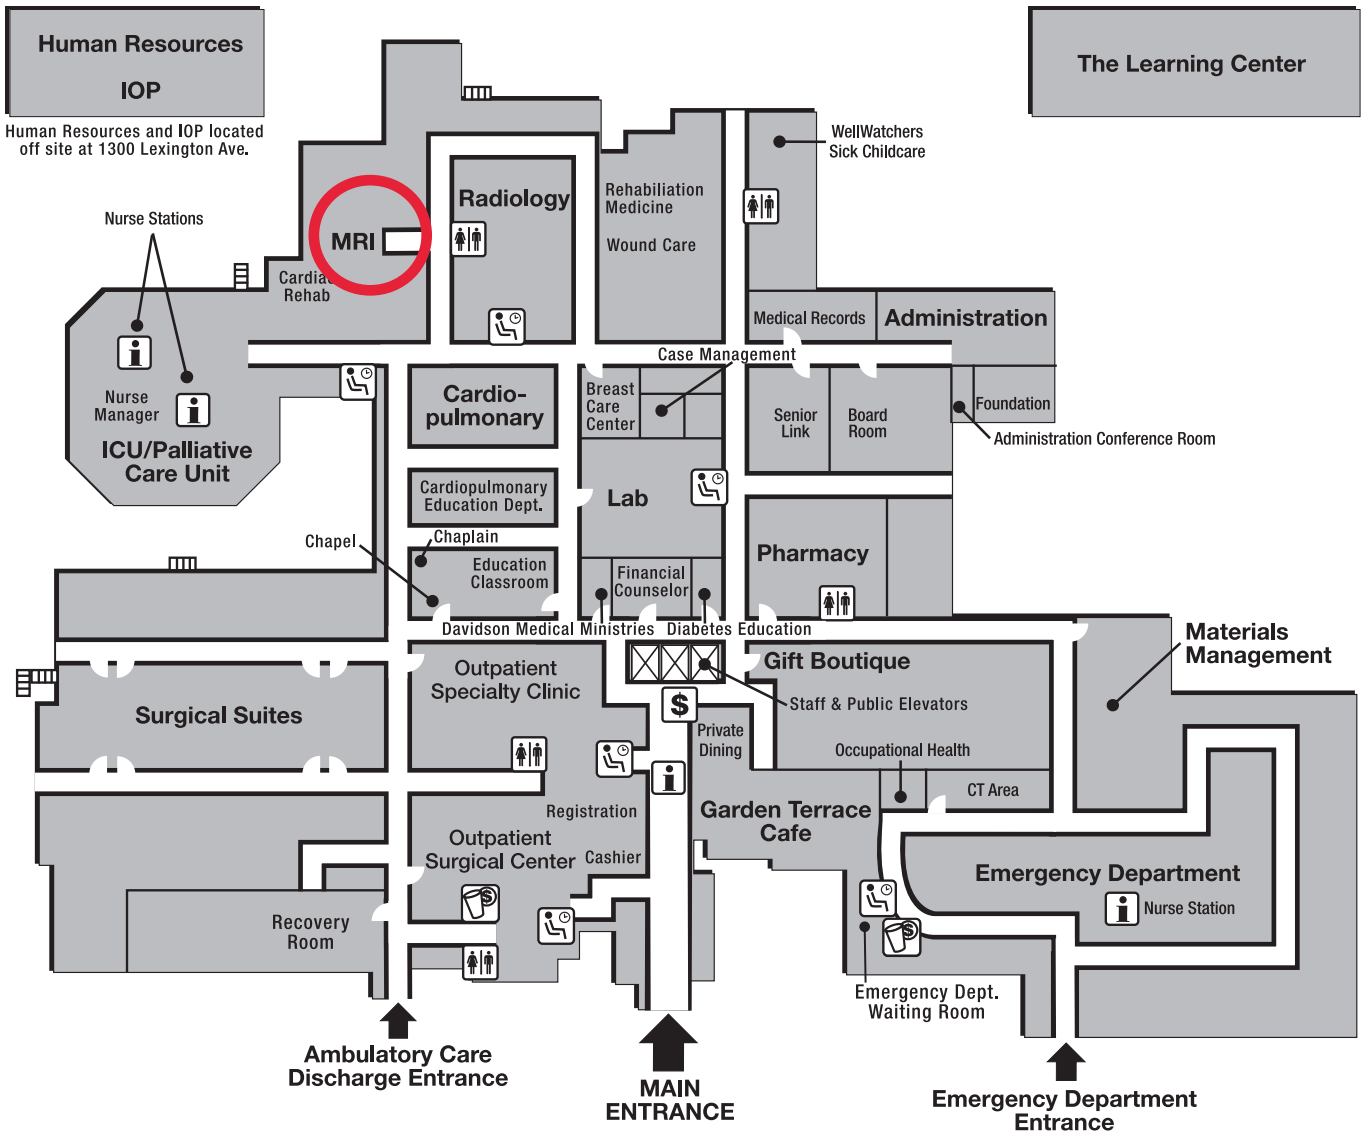 Human Resources
IOP
Human Resources and IOP located
off site at 1300 Lexington Ave.
The Learning Center
WellWatchers
Sick Childcare
Nurse Stations
MRI
Radiology
Rehabiliation
Medicine
Wound Care
Cardiac
Rehab
Medical Records
Administration
Case Management
Nurse
Manager
ICU/Palliative
Care Unit
Cardio-
pulmonary
Breast
Care
Center
Senior
Link
Board
Room
Foundation
Administration Conference Room
Cardiopulmonary
Education Dept.
Lab
Chapel
Chaplain
Education
Classroom
Financial
Counselor
Pharmacy
Davidson Medical Ministries
Diabetes Education
Materials
Management
Outpatient
Specialty Clinic
Gift Boutique
Staff & Public Elevators
Surgical Suites
$
Private
Dining
Occupational Health
CT Area
Registration
Garden Terrace
Cafe
Outpatient
Surgical Center
Cashier
Emergency Department
Nurse Station
Recovery
Room
Emergency Dept.
Waiting Room
Ambulatory Care
Discharge Entrance
MAIN
ENTRANCE
Emergency Department
Entrance